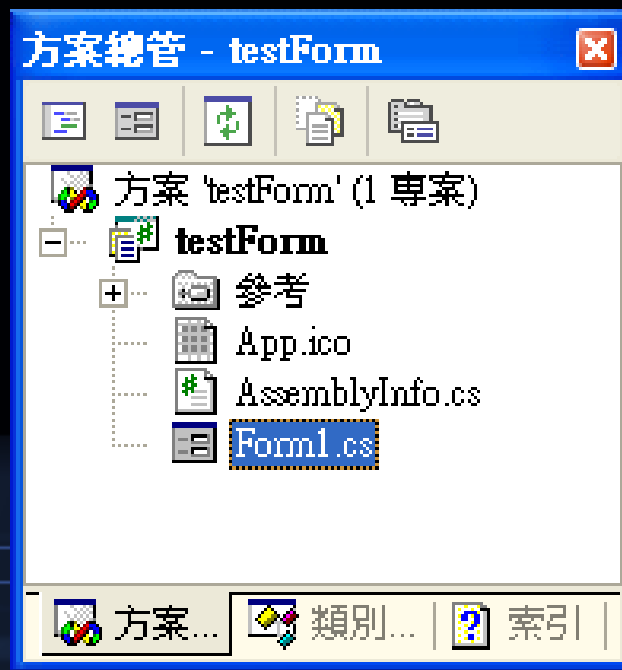 方案總管 - testForm
方案 'testForm' (1 專案)
testForm
參考
App.ico
AssemblyInfo.cs
Form1.cs
方案... 類別... 索引